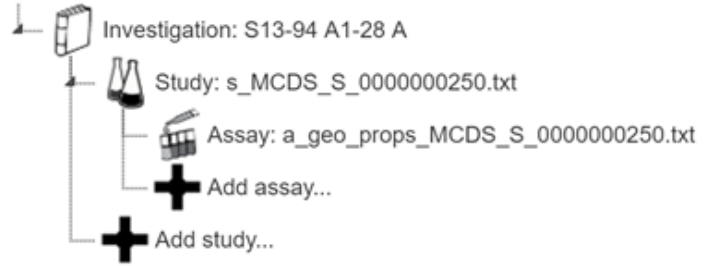 Investigation: S13-94 A1-28 A
Study: s_MCDS_S_0000000250.txt
Assay: a_geo_props_MCDS_S_0000000250.txt
Add assay...
Add study...